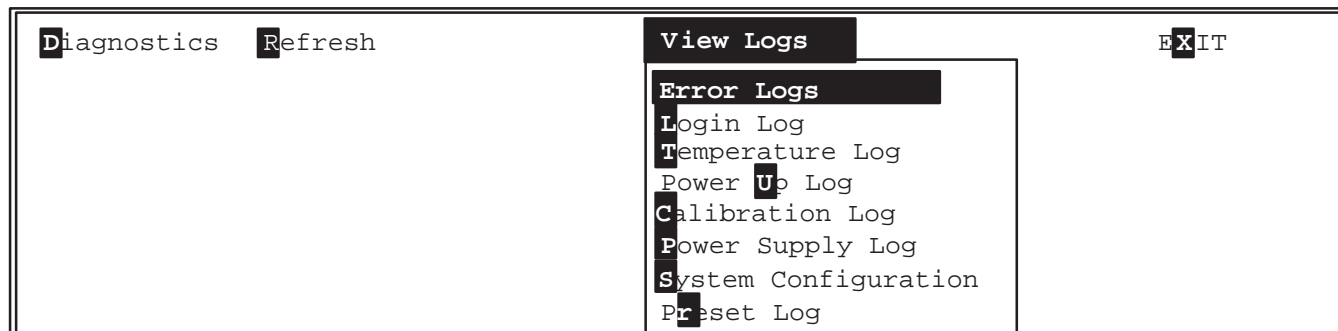 Diagnostics Refresh View Logs EXIT
Error Logs
Login Log
Temperature Log
Power Up Log
Calibration Log
Power Supply Log
System Configuration
Preset Log